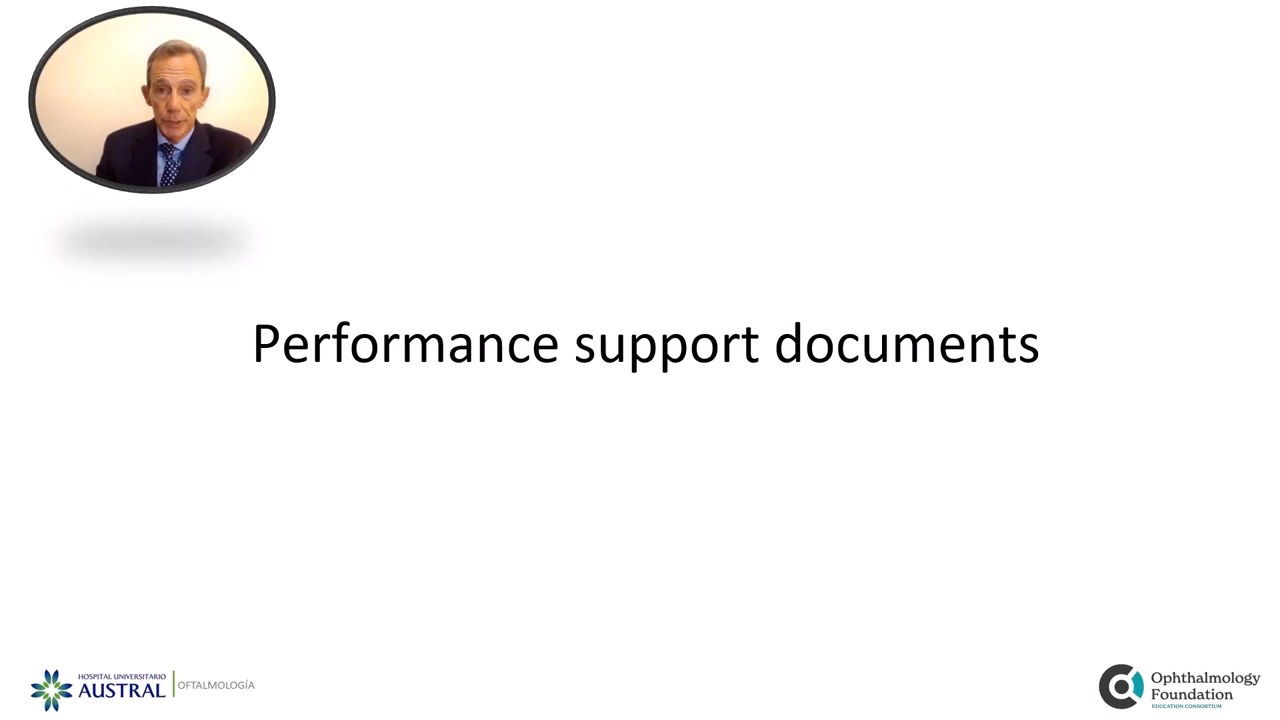 Performance support documents
HOSPITAL UNIVERSITARIO
AUSTRAL
OFTALMOLOGÍA
Ophthalmology
Foundation
EDUCATION CONSORTIUM